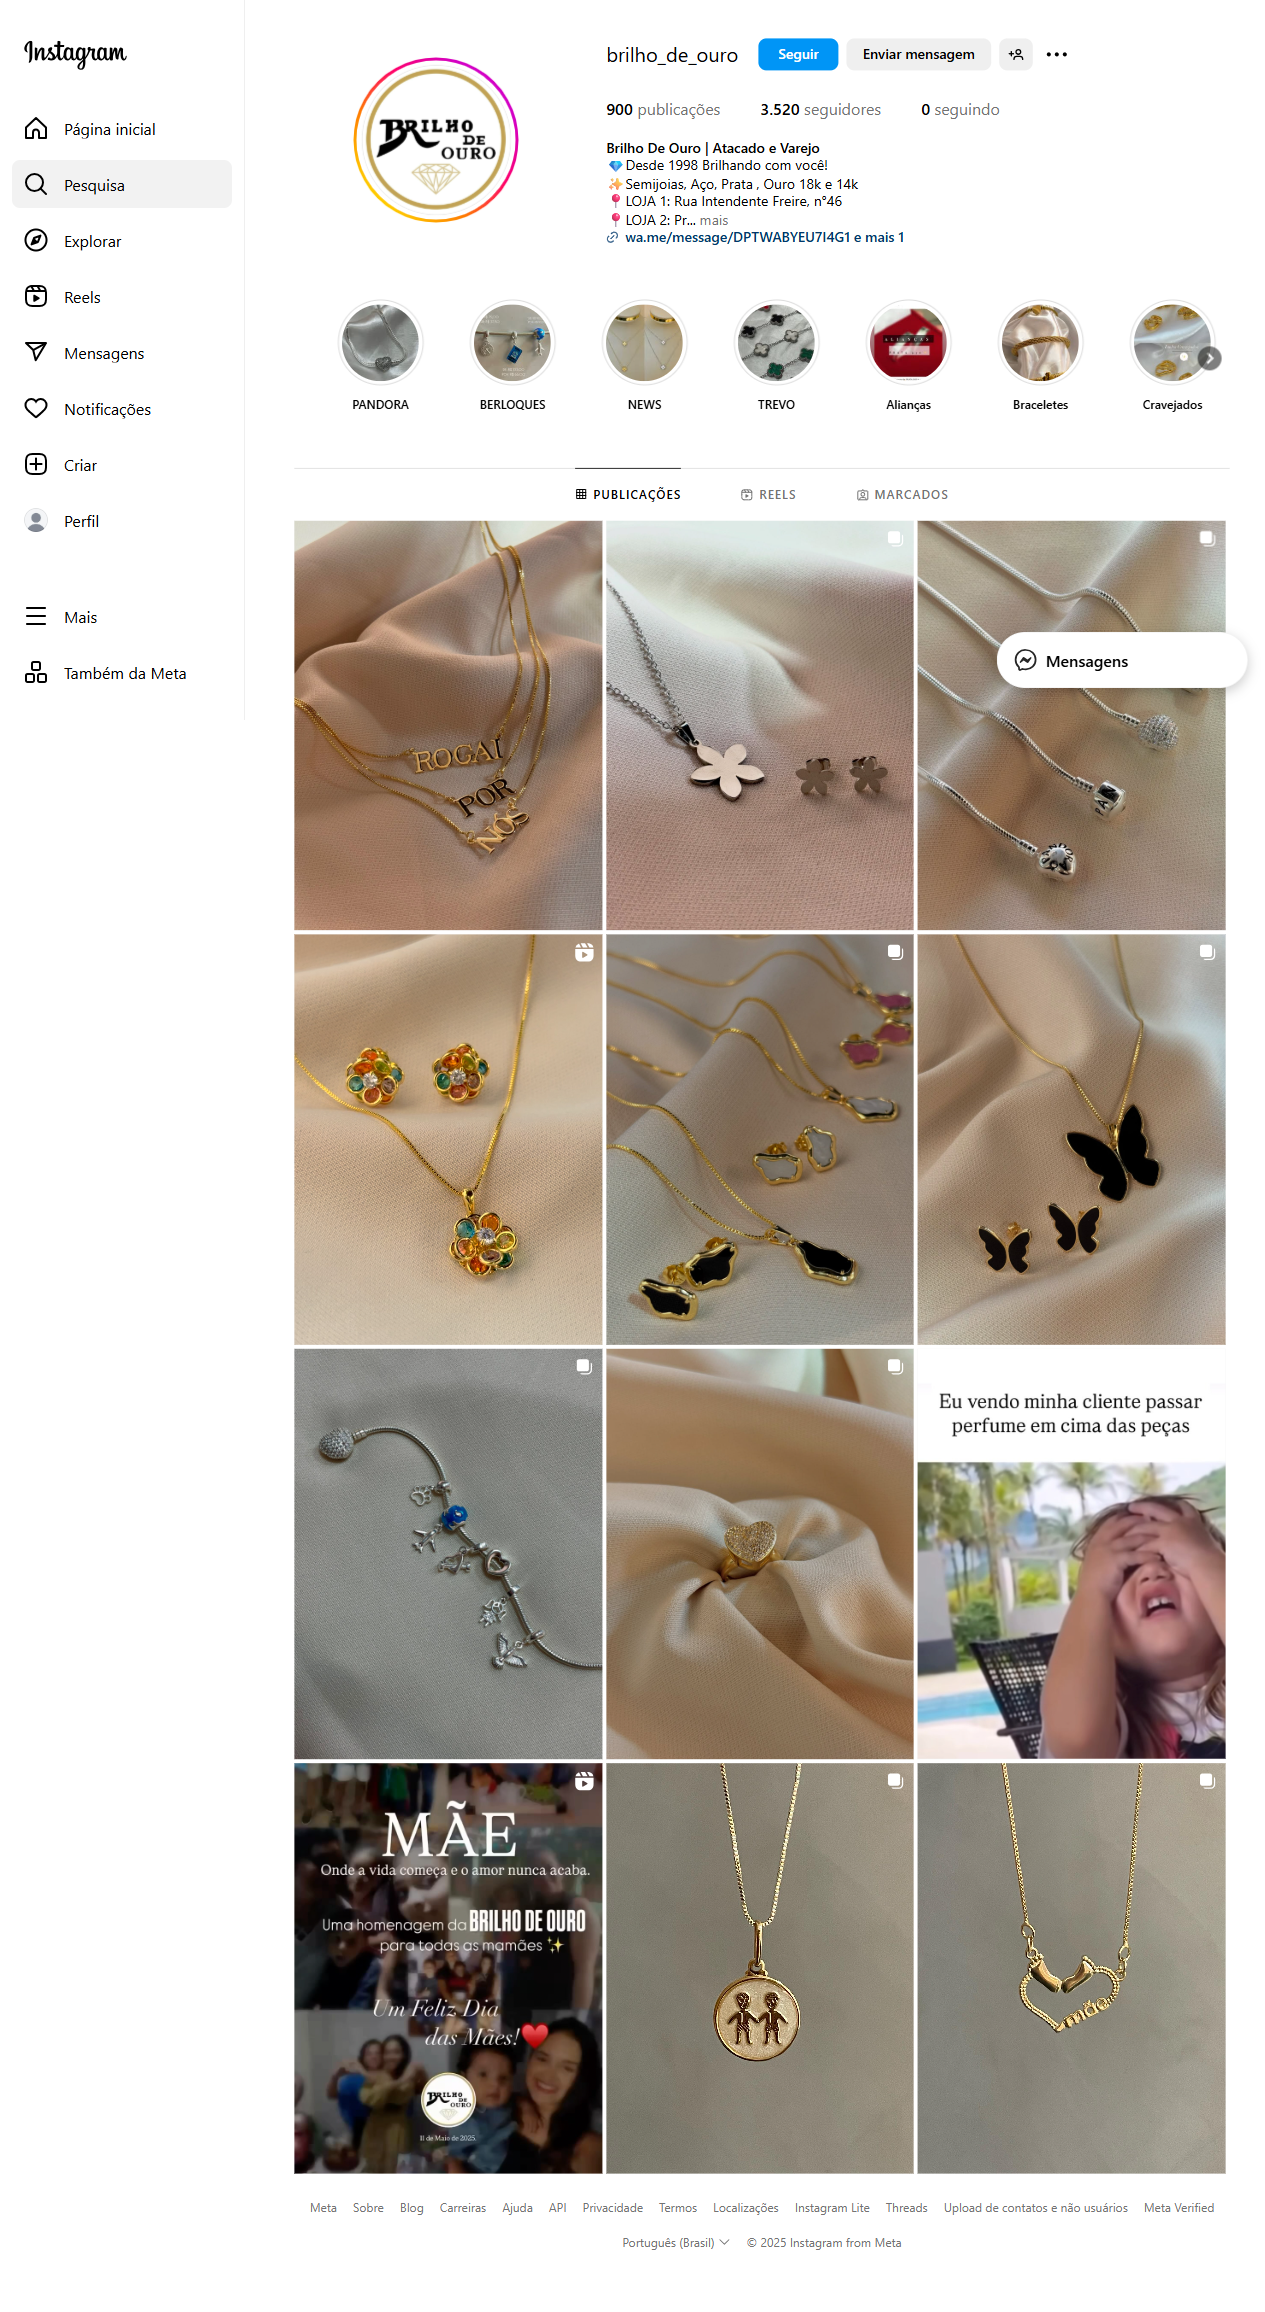 Instagram
Página inicial
Pesquisa
Explorar
Reels
Mensagens
Notificações
Criar
Perfil
Mais
Também da Meta
BRILHO
DE
OURO
brilho_de_ouro
Seguir
Enviar mensagem
900 publicações
3.520 seguidores
0 seguindo
Brilho De Ouro | Atacado e Varejo
💎Desde 1998 Brilhando com você!
✨Semijoias, Aço, Prata , Ouro 18k e 14k
📍LOJA 1: Rua Intendente Freire, n°46
📍LOJA 2: Pr... mais
wa.me/message/DPTWABYEU7I4G1 e mais 1
ALIANÇAS
PANDORA
BERLOQUES
NEWS
TREVO
Alianças
Braceletes
Cravejados
PUBLICAÇÕES
REELS
MARCADOS
ROGAI
POR
NÓS
PAN
Mensagens
Eu vendo minha cliente passar
perfume em cima das peças
MÃE
Onde a vida começa e o amor nunca acaba.
Uma homenagem da BRILHO DE OURO
para todas as mamães ✨
Um Feliz Dia
das Mães!❤️
BRILHO
DE
OURO
11 de Maio de 2025.
mãe
Meta
Sobre
Blog
Carreiras
Ajuda
API
Privacidade
Termos
Localizações
Instagram Lite
Threads
Upload de contatos e não usuários
Meta Verified
Português (Brasil)
© 2025 Instagram from Meta